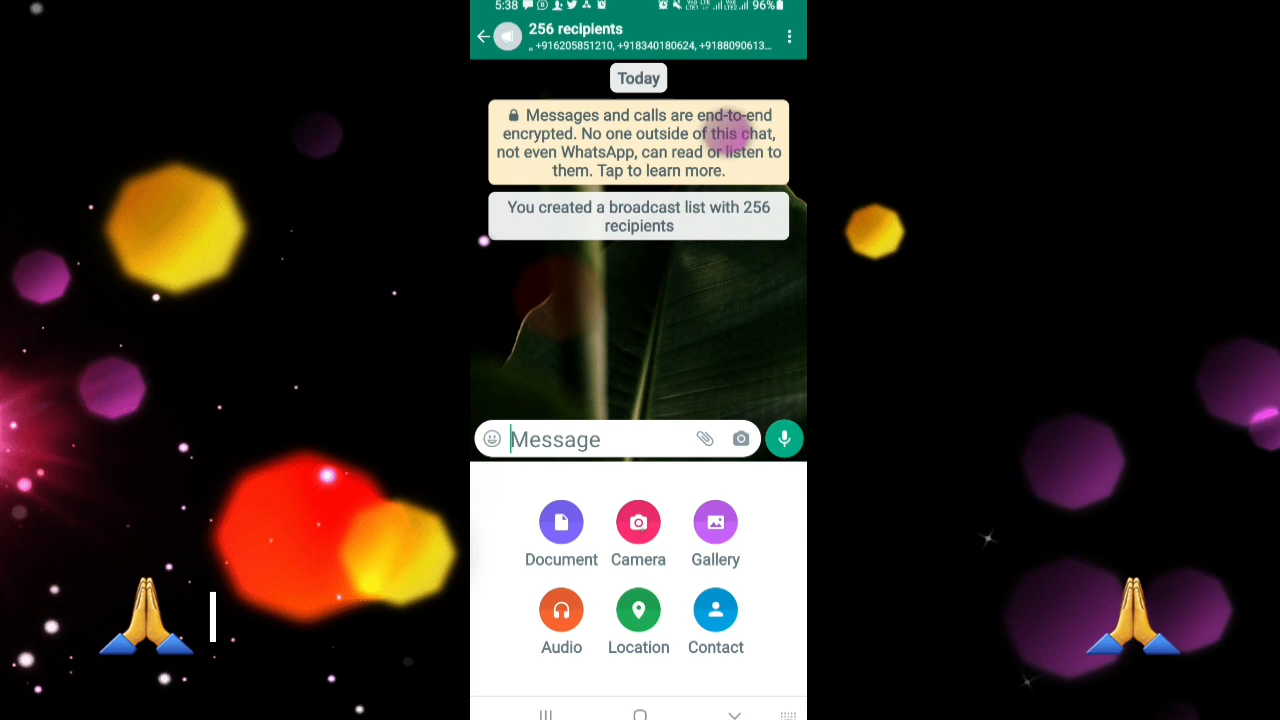 5:38
96%
256 recipients
,, +916205851210, +918340180624, +9188090613...
Today
Messages and calls are end-to-end
encrypted. No one outside of this chat,
not even WhatsApp, can read or listen to
them. Tap to learn more.
You created a broadcast list with 256
recipients
Message
Document Camera Gallery
Audio Location Contact